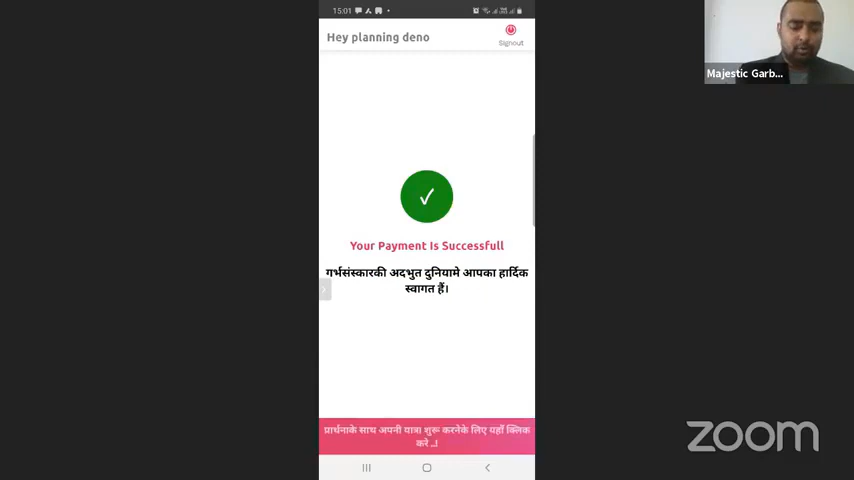 15:01
Hey planning deno
Signout
Majestic Garb...
Your Payment Is Successfull
गर्भसंस्कारकी अदभुत दुनियामे आपका हार्दिक
स्वागत हैं।
प्रार्थनाके साथ अपनी यात्रा शुरू करनेके लिए यहाँ क्लिक
करे ..!
zoom